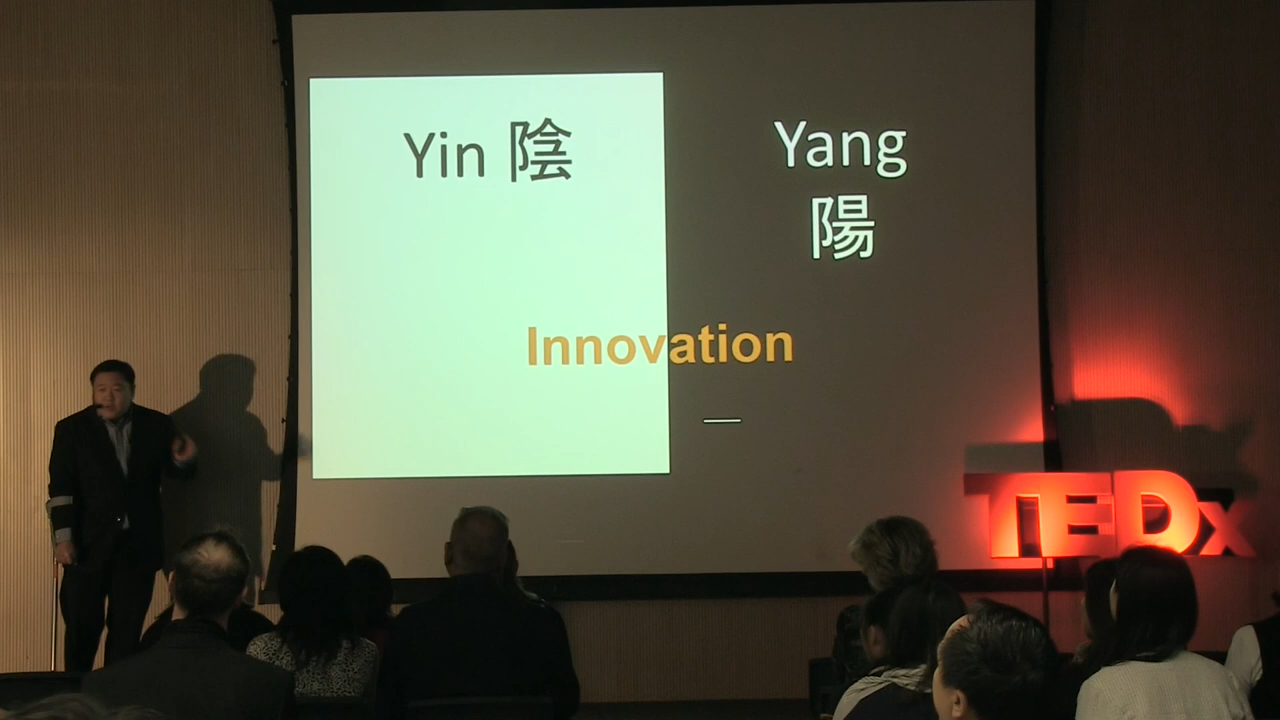 Yin 陰
Yang
陽
Innovation
TEDx